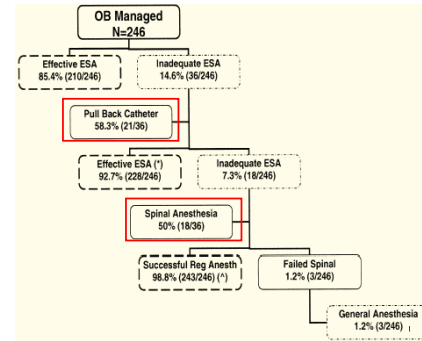 OB Managed
N=246
Effective ESA
85.4% (210/246)
Inadequate ESA
14.6% (36/246)
Pull Back Catheter
58.3% (21/36)
Effective ESA (*)
92.7% (228/246)
Inadequate ESA
7.3% (18/246)
Spinal Anesthesia
50% (18/36)
Successful Reg Anesth
98.8% (243/246) (^)
Failed Spinal
1.2% (3/246)
General Anesthesia
1.2% (3/246)